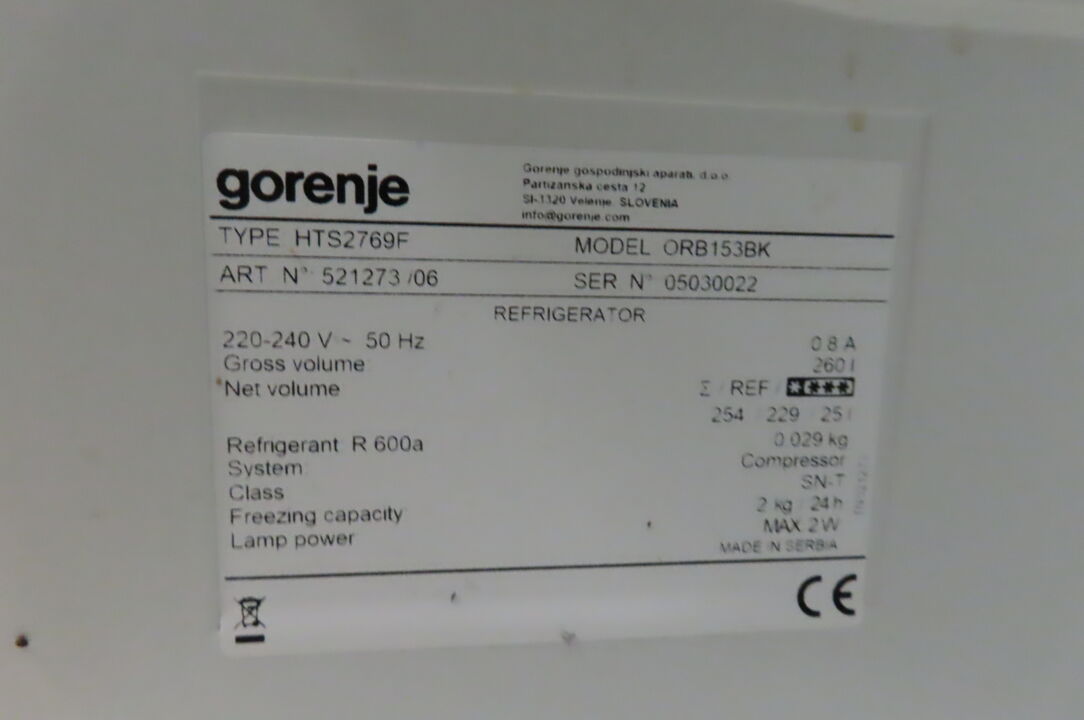 gorenje
Gorenje gospodinjski aparati, d.o.o.
Partizanska cesta 12
SI-3320 Velenje, SLOVENIA
info@gorenje.com
TYPE HTS2769F MODEL ORB153BK
ART N° 521273 /06 SER N° 05030022
REFRIGERATOR
220-240 V ~ 50 Hz 0.8 A
Gross volume 260 l
Net volume Σ / REF / ****
254 / 229 / 25 l
Refrigerant R 600a 0.029 kg
System Compressor
Class SN-T
Freezing capacity 2 kg / 24 h
Lamp power MAX 2 W
MADE IN SERBIA
CE